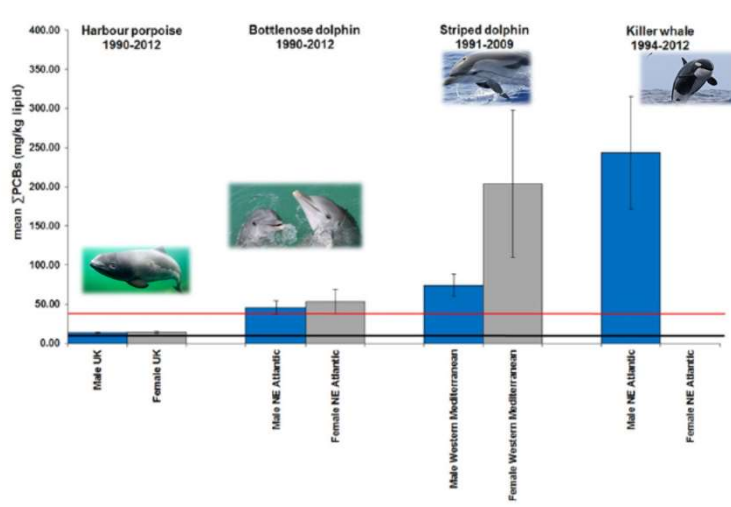 Harbour porpoise
1990-2012
Bottlenose dolphin
1990-2012
Striped dolphin
1991-2009
Killer whale
1994-2012
mean ∑PCBs (mg/kg lipid)
400.00
350.00
300.00
250.00
200.00
150.00
100.00
50.00
0.00
Male UK
Female UK
Male NE Atlantic
Female NE Atlantic
Male Western Mediterranean
Female Western Mediterranean
Male NE Atlantic
Female NE Atlantic